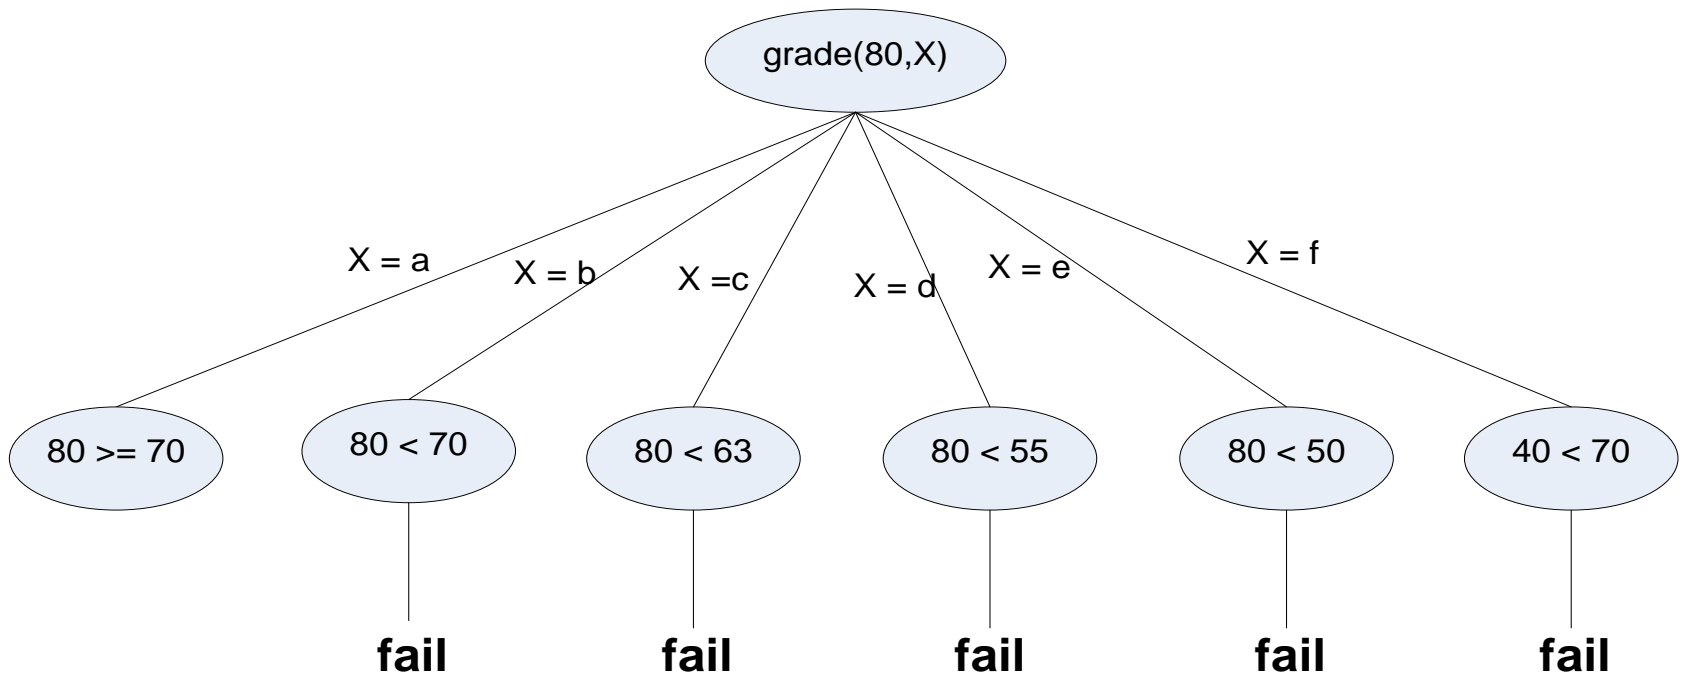 grade(80,X)
X = a
X = b
X =c
X = d
X = e
X = f
80 >= 70
80 < 70
80 < 63
80 < 55
80 < 50
40 < 70
fail
fail
fail
fail
fail